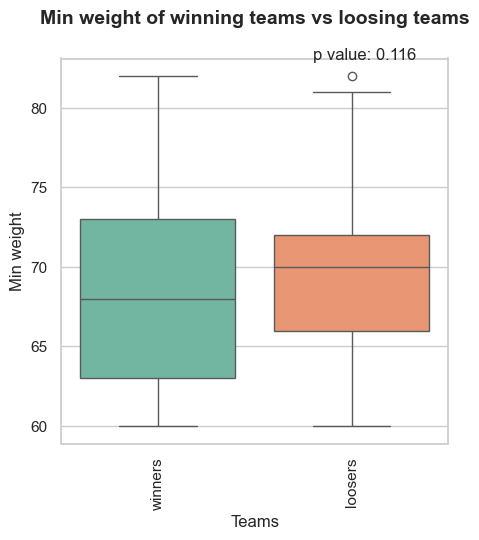 Min weight of winning teams vs loosing teams
p value: 0.116
80
75
70
65
60
Min weight
winners
loosers
Teams